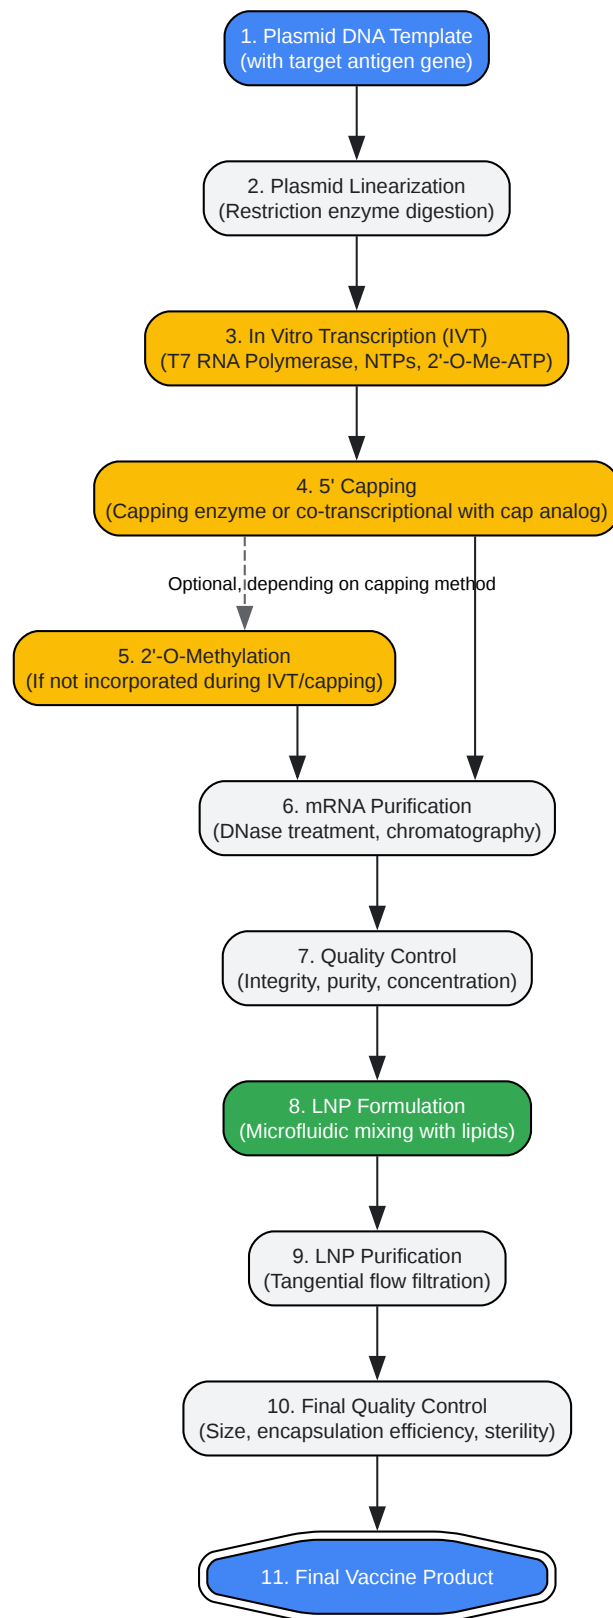 1. Plasmid DNA Template
(with target antigen gene)
2. Plasmid Linearization
(Restriction enzyme digestion)
3. In Vitro Transcription (IVT)
(T7 RNA Polymerase, NTPs, 2'-O-Me-ATP)
4. 5' Capping
(Capping enzyme or co-transcriptional with cap analog)
Optional, depending on capping method
5. 2'-O-Methylation
(If not incorporated during IVT/capping)
6. mRNA Purification
(DNase treatment, chromatography)
7. Quality Control
(Integrity, purity, concentration)
8. LNP Formulation
(Microfluidic mixing with lipids)
9. LNP Purification
(Tangential flow filtration)
10. Final Quality Control
(Size, encapsulation efficiency, sterility)
11. Final Vaccine Product